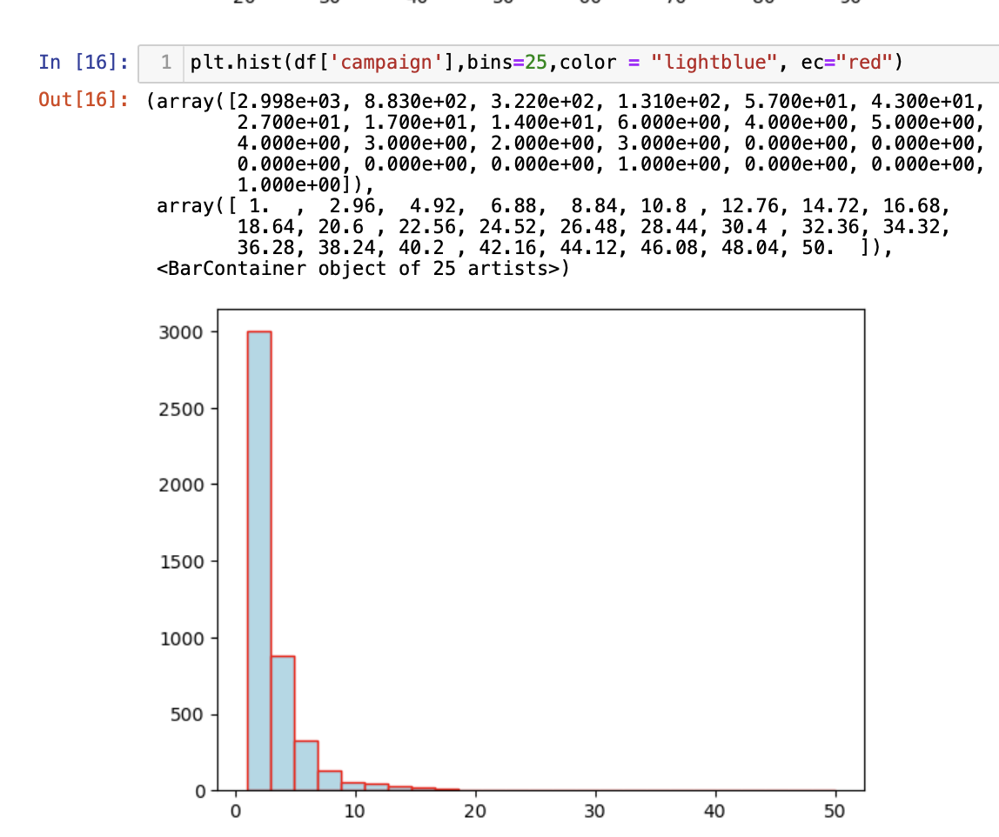 20 30 40 50 60 70 80 90
In [16]: 1 plt.hist(df['campaign'],bins=25,color = "lightblue", ec="red")
Out[16]: (array([2.998e+03, 8.830e+02, 3.220e+02, 1.310e+02, 5.700e+01, 4.300e+01,
2.700e+01, 1.700e+01, 1.400e+01, 6.000e+00, 4.000e+00, 5.000e+00,
4.000e+00, 3.000e+00, 2.000e+00, 3.000e+00, 0.000e+00, 0.000e+00,
0.000e+00, 0.000e+00, 0.000e+00, 1.000e+00, 0.000e+00, 0.000e+00,
1.000e+00]),
array([ 1.  ,  2.96,  4.92,  6.88,  8.84, 10.8 , 12.76, 14.72, 16.68,
18.64, 20.6 , 22.56, 24.52, 26.48, 28.44, 30.4 , 32.36, 34.32,
36.28, 38.24, 40.2 , 42.16, 44.12, 46.08, 48.04, 50.  ]),
<BarContainer object of 25 artists>)
3000
2500
2000
1500
1000
500
0
0 10 20 30 40 50